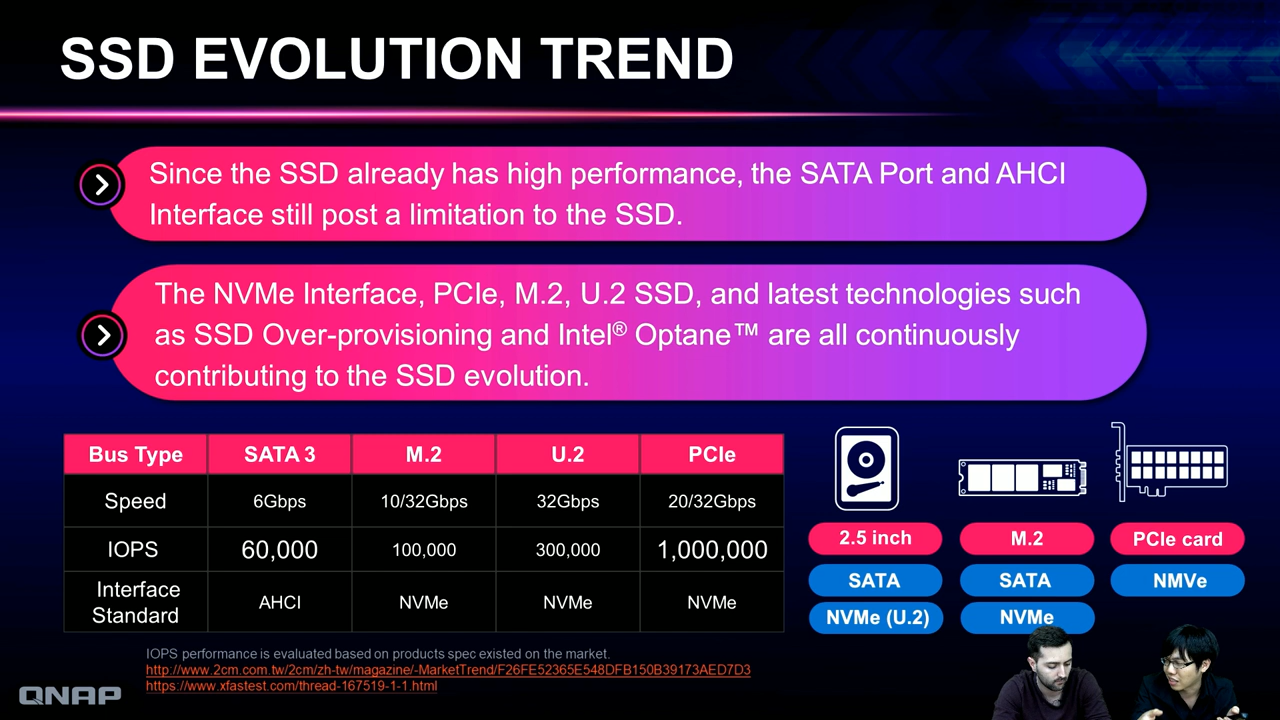 SSD EVOLUTION TREND
Since the SSD already has high performance, the SATA Port and AHCI
Interface still post a limitation to the SSD.
The NVMe Interface, PCIe, M.2, U.2 SSD, and latest technologies such
as SSD Over-provisioning and Intel® Optane™ are all continuously
contributing to the SSD evolution.
Bus Type SATA 3 M.2 U.2 PCIe
Speed 6Gbps 10/32Gbps 32Gbps 20/32Gbps
IOPS 60,000 100,000 300,000 1,000,000
Interface
Standard AHCI NVMe NVMe NVMe
2.5 inch M.2 PCIe card
SATA SATA NMVe
NVMe (U.2) NVMe
IOPS performance is evaluated based on products spec existed on the market.
http://www.2cm.com.tw/2cm/zh-tw/magazine/-MarketTrend/F26FE52365E548DFB150B39173AED7D3
https://www.xfastest.com/thread-167519-1-1.html
QNAP